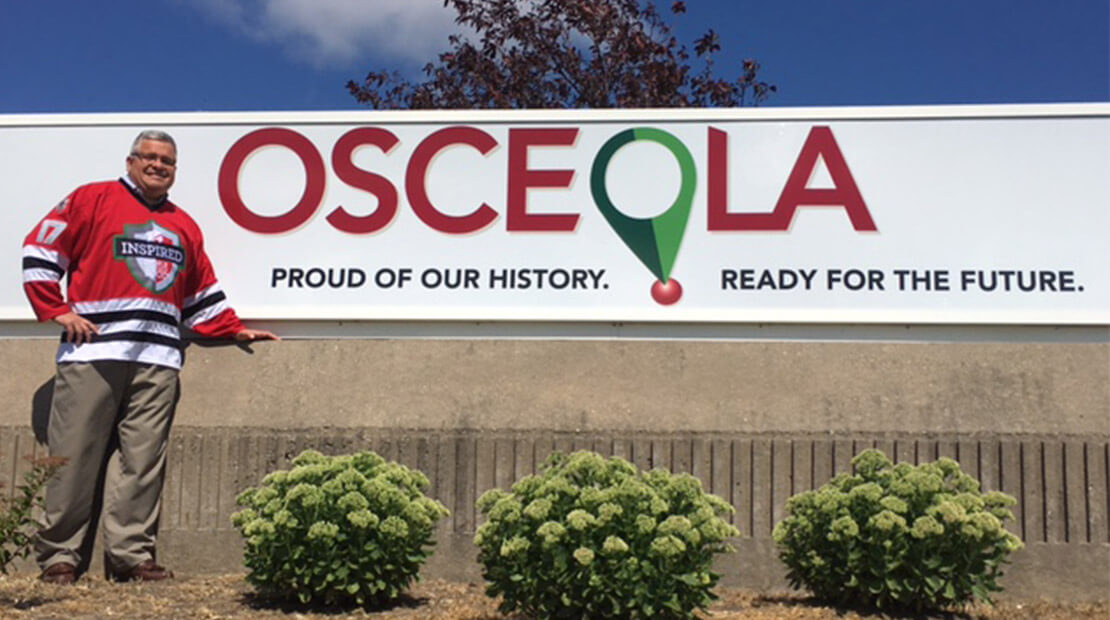 OSCEOLA
PROUD OF OUR HISTORY. READY FOR THE FUTURE.
17
INSPIRED